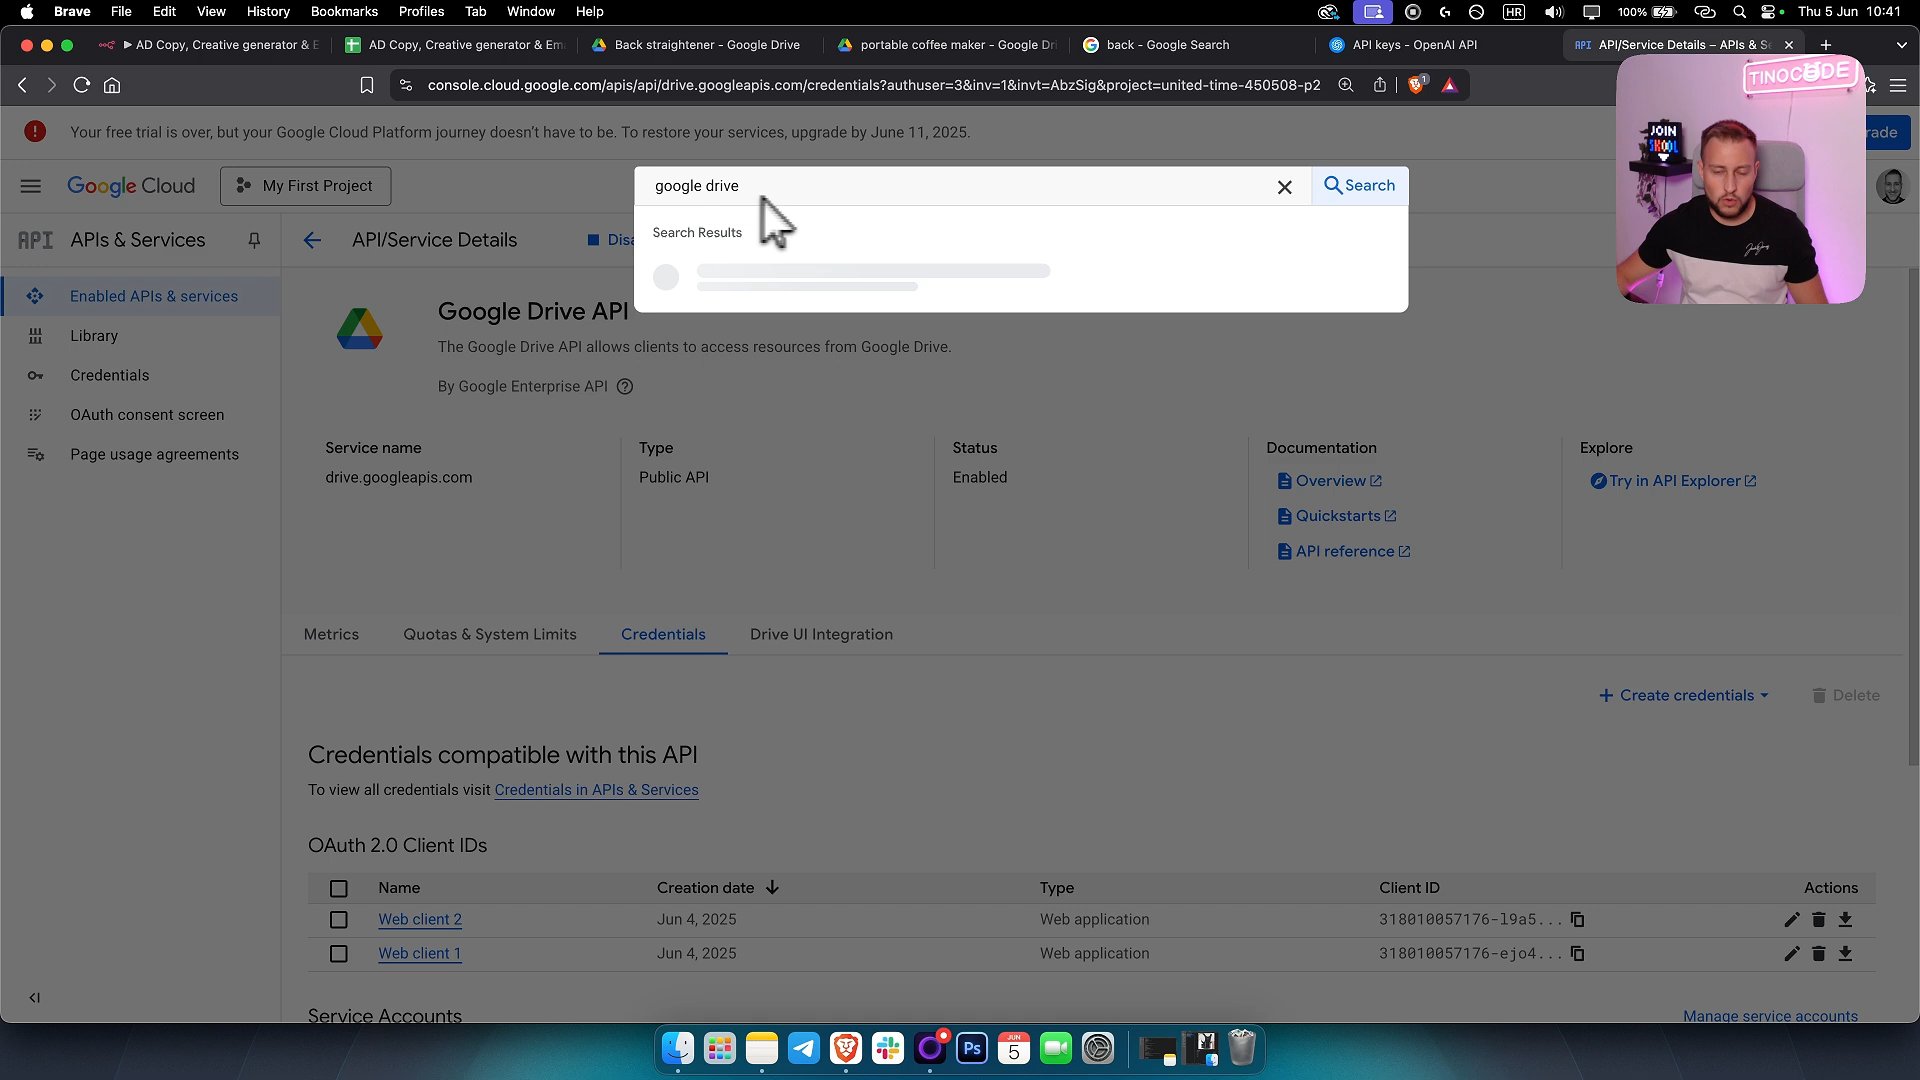 Brave File Edit View History Bookmarks Profiles Tab Window Help HR 100% Thu 5 Jun 10:41
AD Copy, Creative generator & E
AD Copy, Creative generator & Em
Back straightener - Google Drive
portable coffee maker - Google Dri
back - Google Search
API keys - OpenAI API
API API/Service Details – APIs & Se
console.cloud.google.com/apis/api/drive.googleapis.com/credentials?authuser=3&inv=1&invt=AbzSig&project=united-time-450508-p2
1
TINOCODE
JOIN
SKOOL
Your free trial is over, but your Google Cloud Platform journey doesn't have to be. To restore your services, upgrade by June 11, 2025.
rade
Google Cloud
My First Project
google drive
Search
Search Results
API APIs & Services
API/Service Details
Disa
Enabled APIs & services
Library
Credentials
OAuth consent screen
Page usage agreements
Google Drive API
The Google Drive API allows clients to access resources from Google Drive.
By Google Enterprise API
Service name
drive.googleapis.com
Type
Public API
Status
Enabled
Documentation
Overview
Quickstarts
API reference
Explore
Try in API Explorer
Metrics
Quotas & System Limits
Credentials
Drive UI Integration
Create credentials
Delete
Credentials compatible with this API
To view all credentials visit Credentials in APIs & Services
OAuth 2.0 Client IDs
Name Creation date Type Client ID Actions
Web client 2 Jun 4, 2025 Web application 318010057176-l9a5...
Web client 1 Jun 4, 2025 Web application 318010057176-ejo4...
Service Accounts
Manage service accounts
Ps
JUN
5